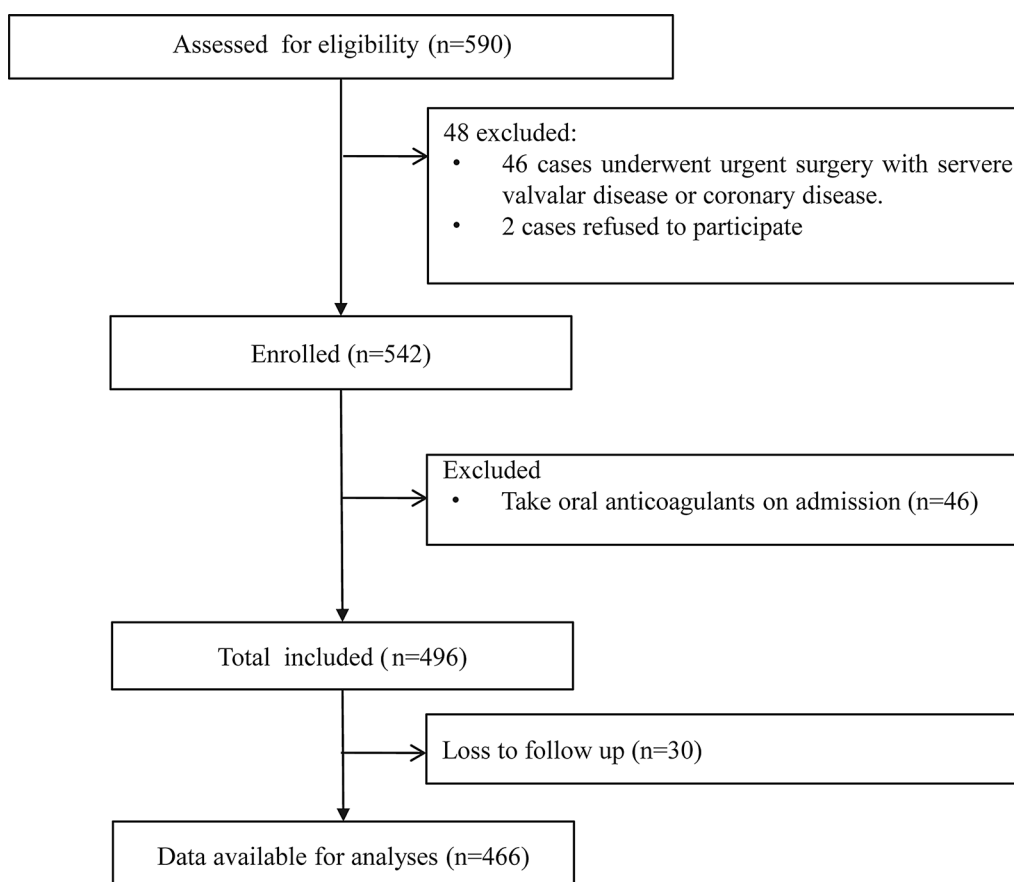 Assessed for eligibility (n=590)
48 excluded:
• 46 cases underwent urgent surgery with servere
valvalar disease or coronary disease.
• 2 cases refused to participate
Enrolled (n=542)
Excluded
• Take oral anticoagulants on admission (n=46)
Total included (n=496)
Loss to follow up (n=30)
Data available for analyses (n=466)